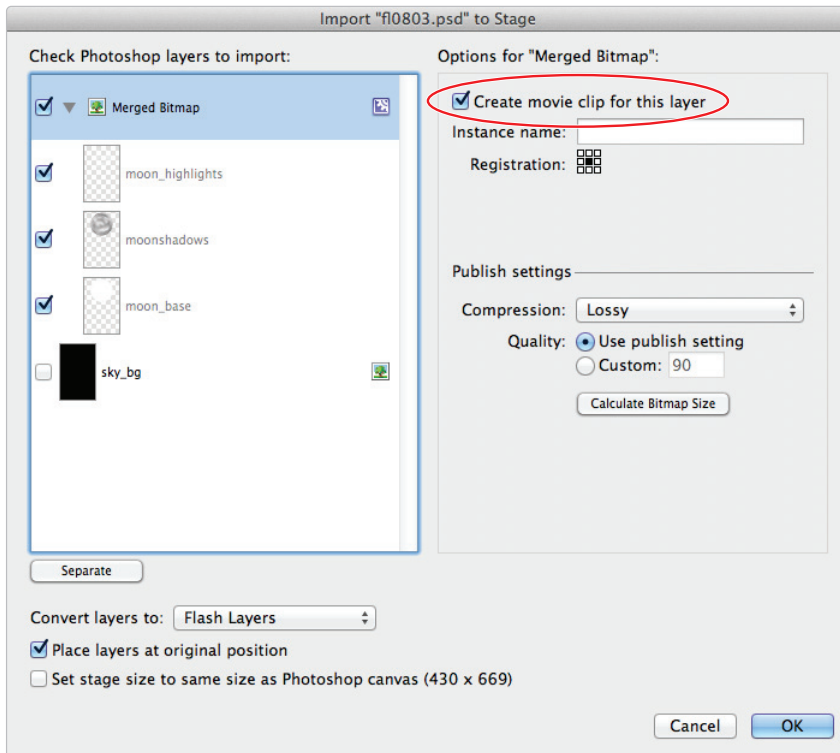 Import "fl0803.psd" to Stage
Check Photoshop layers to import:
Merged Bitmap
moon_highlights
moonshadows
moon_base
sky_bg
Separate
Convert layers to: Flash Layers
Place layers at original position
Set stage size to same size as Photoshop canvas (430 x 669)
Options for "Merged Bitmap":
Create movie clip for this layer
Instance name:
Registration:
Publish settings
Compression: Lossy
Quality: Use publish setting
Custom: 90
Calculate Bitmap Size
Cancel
OK